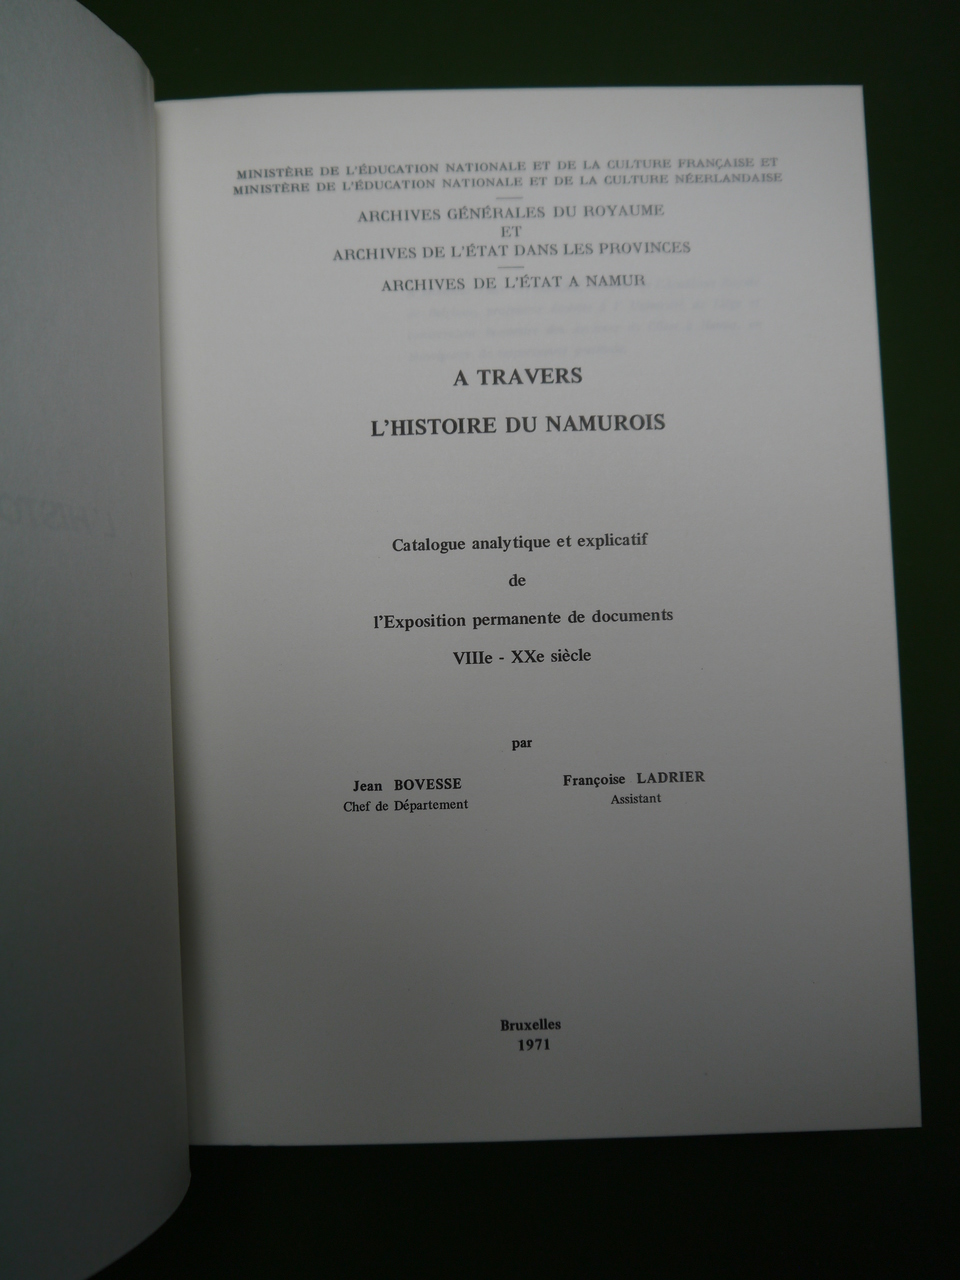 MINISTÈRE DE L'ÉDUCATION NATIONALE ET DE LA CULTURE FRANÇAISE ET
MINISTÈRE DE L'ÉDUCATION NATIONALE ET DE LA CULTURE NÉERLANDAISE
ARCHIVES GÉNÉRALES DU ROYAUME
ET
ARCHIVES DE L'ÉTAT DANS LES PROVINCES
ARCHIVES DE L'ÉTAT A NAMUR
A TRAVERS
L'HISTOIRE DU NAMUROIS
Catalogue analytique et explicatif
de
l'Exposition permanente de documents
VIIIe - XXe siècle
par
Jean BOVESSE
Chef de Département
Françoise LADRIER
Assistant
Bruxelles
1971